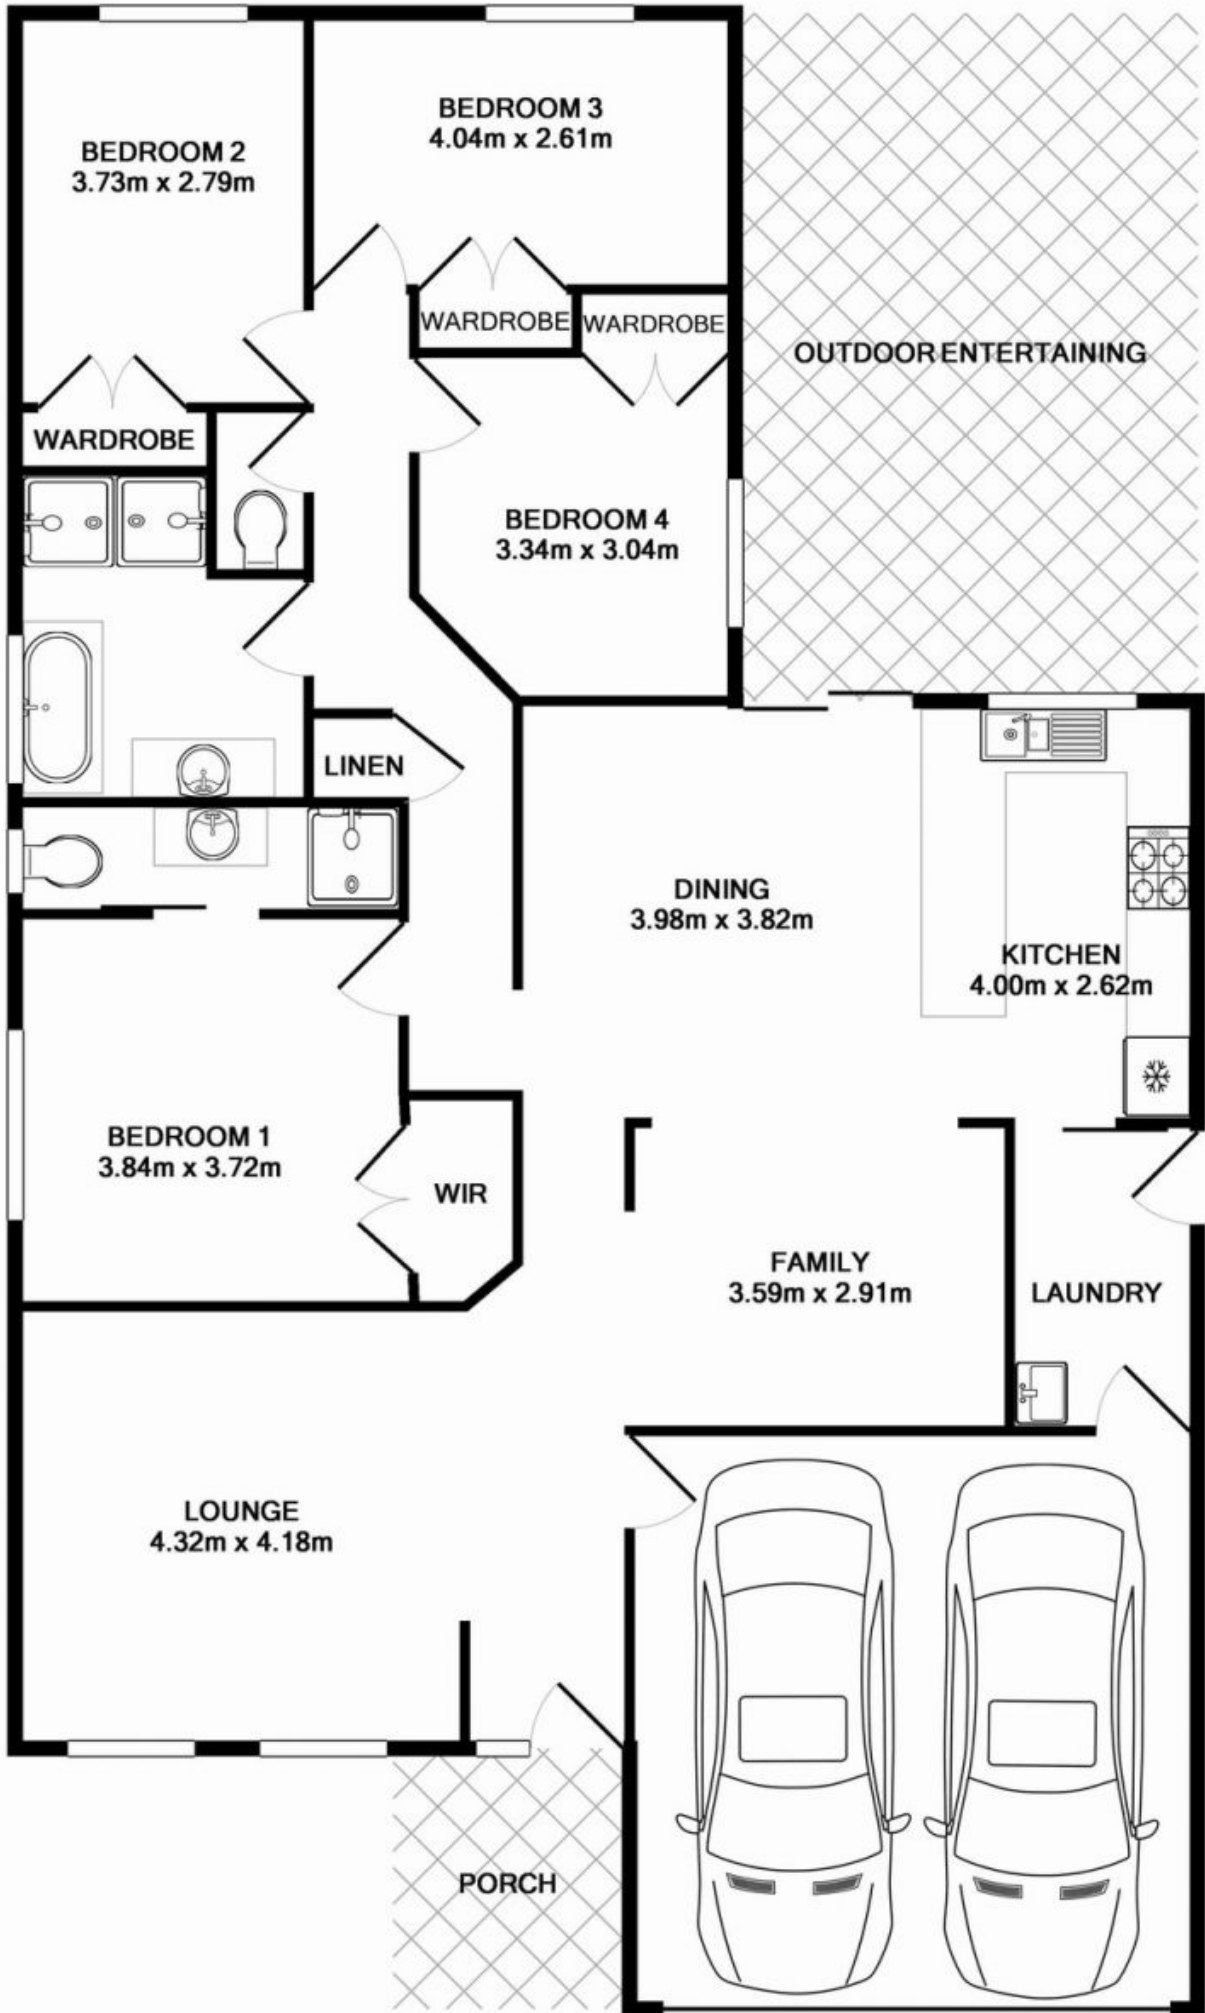 BEDROOM 3
4.04m x 2.61m
BEDROOM 2
3.73m x 2.79m
WARDROBE
WARDROBE
OUTDOOR ENTERTAINING
WARDROBE
BEDROOM 4
3.34m x 3.04m
LINEN
DINING
3.98m x 3.82m
KITCHEN
4.00m x 2.62m
BEDROOM 1
3.84m x 3.72m
WIR
FAMILY
3.59m x 2.91m
LAUNDRY
LOUNGE
4.32m x 4.18m
PORCH